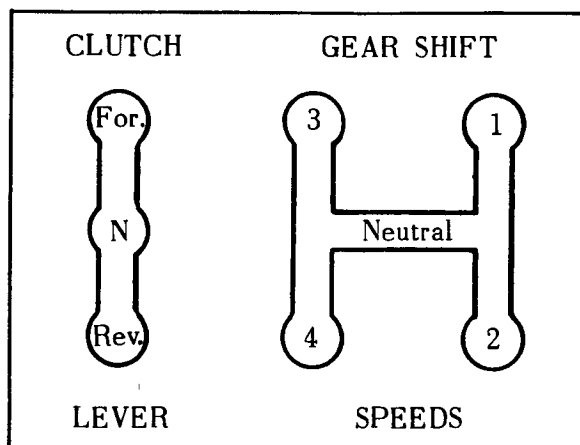 CLUTCH GEAR SHIFT
For. 3 1
N Neutral
Rev. 4 2
LEVER SPEEDS